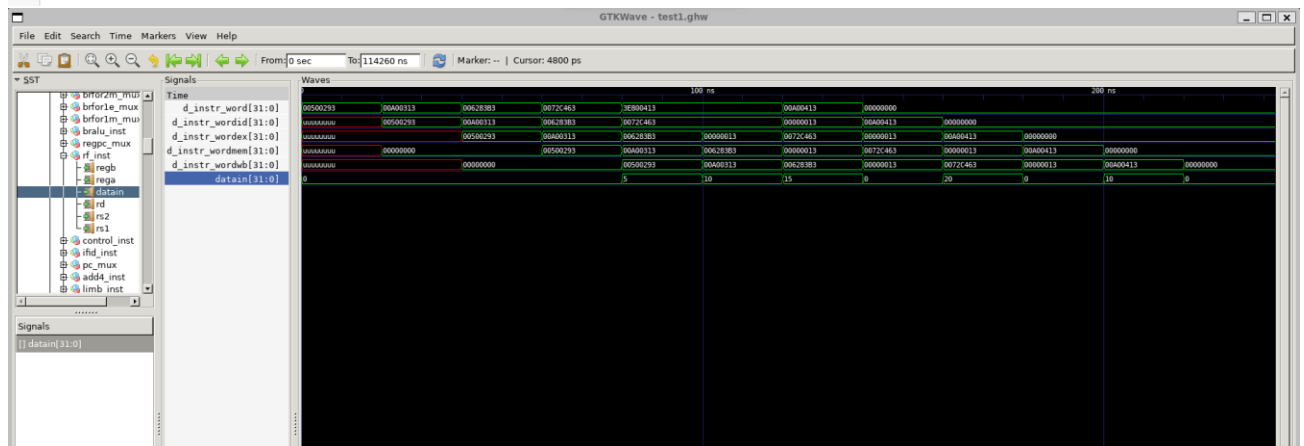 GTKWave - test1.ghw
File Edit Search Time Markers View Help
From: 0 sec To: 114260 ns Marker: -- | Cursor: 4800 ps
SST
brfor2m_mux
brfor1e_mux
brfor1m_mux
bralu_inst
regpc_mux
rf_inst
regb
rega
datain
rd
rs2
rs1
control_inst
ifid_inst
pc_mux
add4_inst
limb_inst
Signals
[] datain[31:0]
Signals
Time
d_instr_word[31:0]
d_instr_wordid[31:0]
d_instr_wordex[31:0]
d_instr_wordmem[31:0]
d_instr_wordwb[31:0]
datain[31:0]
Waves
100 ns 200 ns
00500293 00A00313 006283B3 0072C463 3E800413 00A00413 00000000
uuuuuuuu 00500293 00A00313 006283B3 0072C463 00000013 00A00413 00000000
uuuuuuuu 00500293 00A00313 006283B3 00000013 0072C463 00000013 00A00413 00000000
uuuuuuuu 00000000 00500293 00A00313 006283B3 00000013 0072C463 00000013 00A00413 00000000
uuuuuuuu 00000000 00500293 00A00313 006283B3 00000013 0072C463 00000013 00A00413 00000000
0 5 10 15 0 20 0 10 0